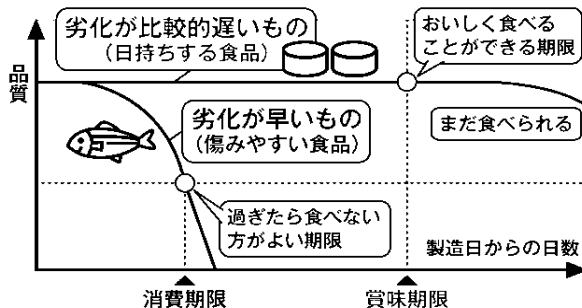 劣化が比較的遅いもの
（日持ちする食品）
おいしく食べる
ことができる期限
品質
劣化が早いもの
（傷みやすい食品）
まだ食べられる
過ぎたら食べない
方がよい期限
製造日からの日数
消費期限
賞味期限